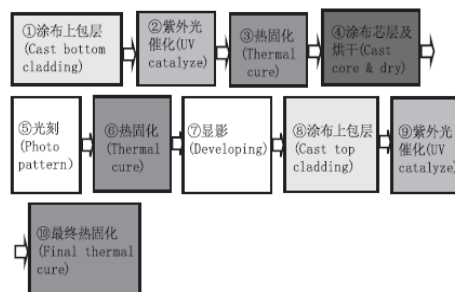 ①涂布上包层
(Cast bottom
cladding)
②紫外光
催化(UV
catalyze)
③热固化
(Thermal
cure)
④涂布芯层及
烘干(Cast
core & dry)
⑤光刻
(Photo
pattern）
⑥热固化
(Thermal
cure)
⑦显影
(Developing)
⑧涂布上包层
(Cast top
cladding)
⑨紫外光
催化(UV
catalyze)
⑩最终热固化
(Final thermal
cure)